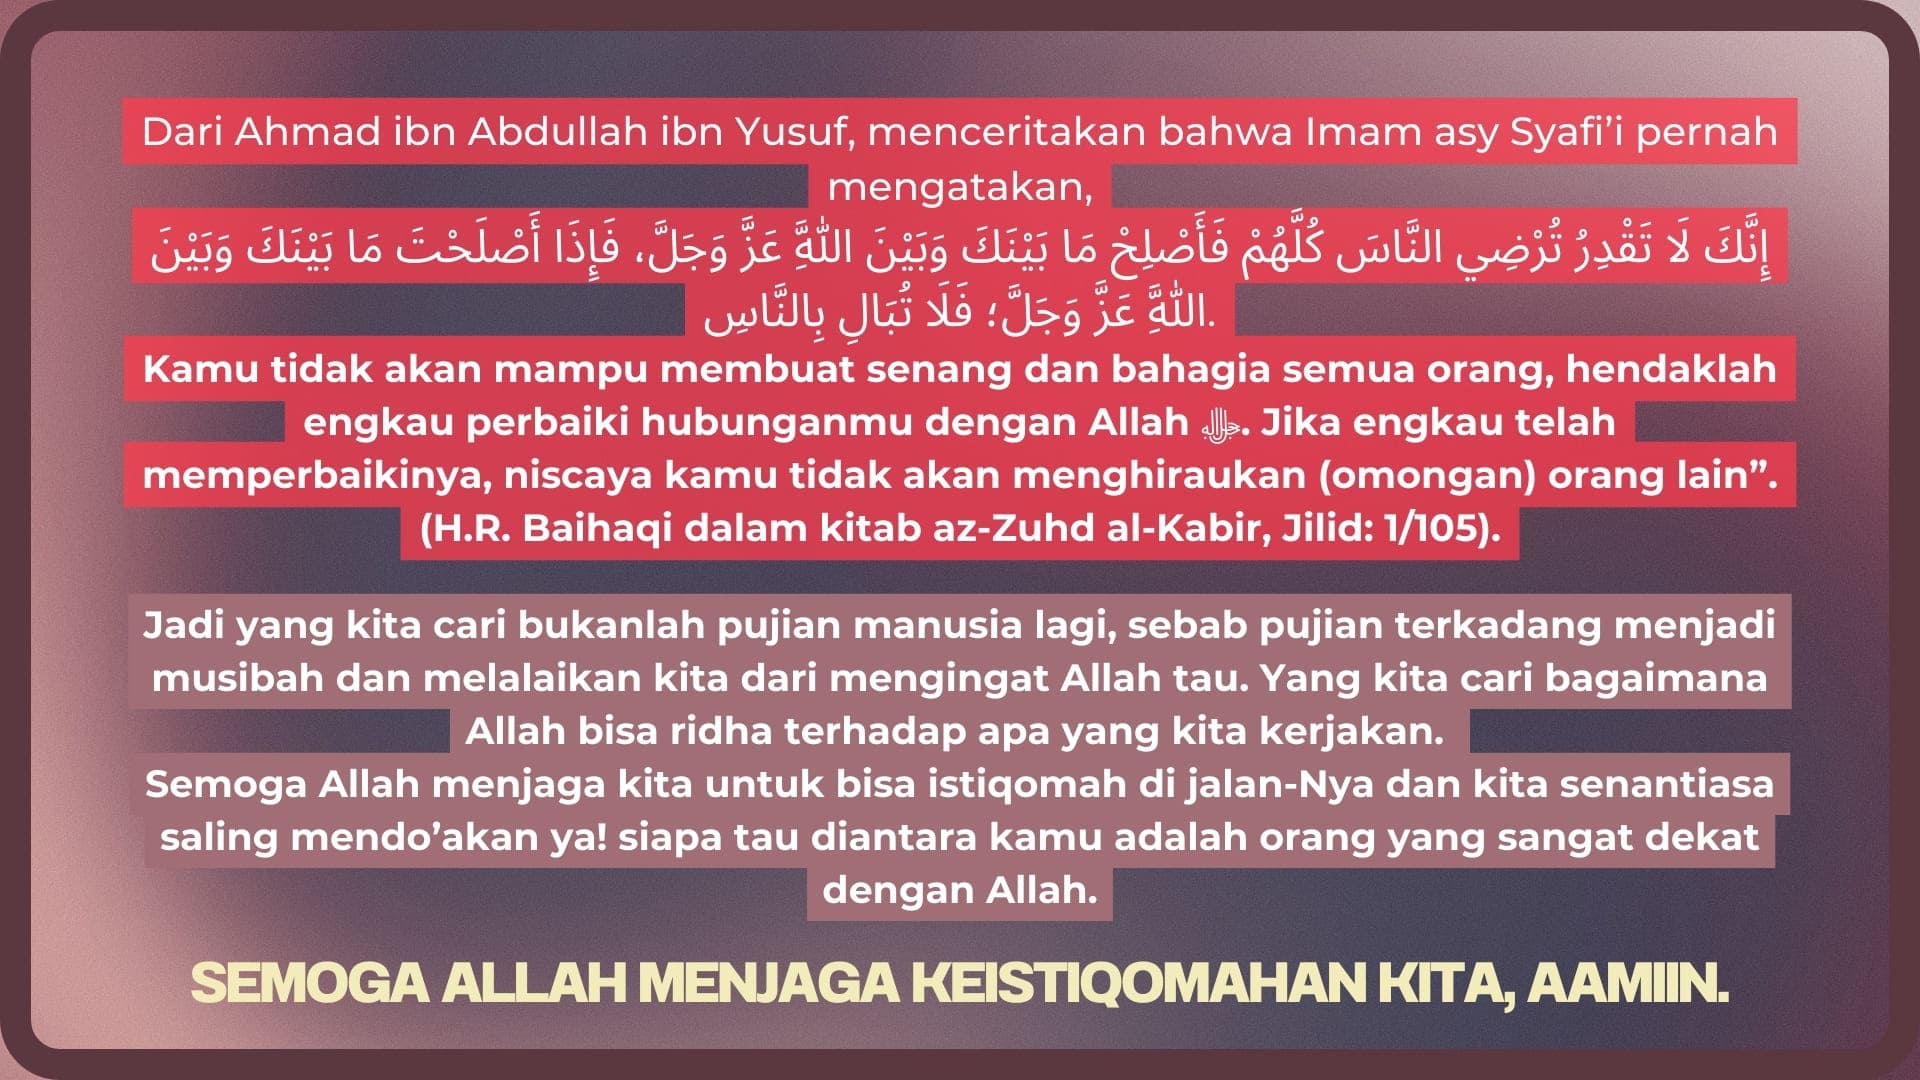 Dari Ahmad ibn Abdullah ibn Yusuf, menceritakan bahwa Imam asy Syafi’i pernah
mengatakan,
إِنَّكَ لَا تَقْدِرُ تُرْضِي النَّاسَ كُلَّهُمْ فَأَصْلِحْ مَا بَيْنَكَ وَبَيْنَ اللَّهِ عَزَّ وَجَلَّ، فَإِذَا أَصْلَحْتَ مَا بَيْنَكَ وَبَيْنَ
اللَّهِ عَزَّ وَجَلَّ؛ فَلَا تُبَالِ بِالنَّاسِ.
Kamu tidak akan mampu membuat senang dan bahagia semua orang, hendaklah
engkau perbaiki hubunganmu dengan Allah ﷻ. Jika engkau telah
memperbaikinya, niscaya kamu tidak akan menghiraukan (omongan) orang lain”.
(H.R. Baihaqi dalam kitab az-Zuhd al-Kabir, Jilid: 1/105).
Jadi yang kita cari bukanlah pujian manusia lagi, sebab pujian terkadang menjadi
musibah dan melalaikan kita dari mengingat Allah tau. Yang kita cari bagaimana
Allah bisa ridha terhadap apa yang kita kerjakan.
Semoga Allah menjaga kita untuk bisa istiqomah di jalan-Nya dan kita senantiasa
saling mendo’akan ya! siapa tau diantara kamu adalah orang yang sangat dekat
dengan Allah.
SEMOGA ALLAH MENJAGA KEISTIQOMAHAN KITA, AAMIIN.